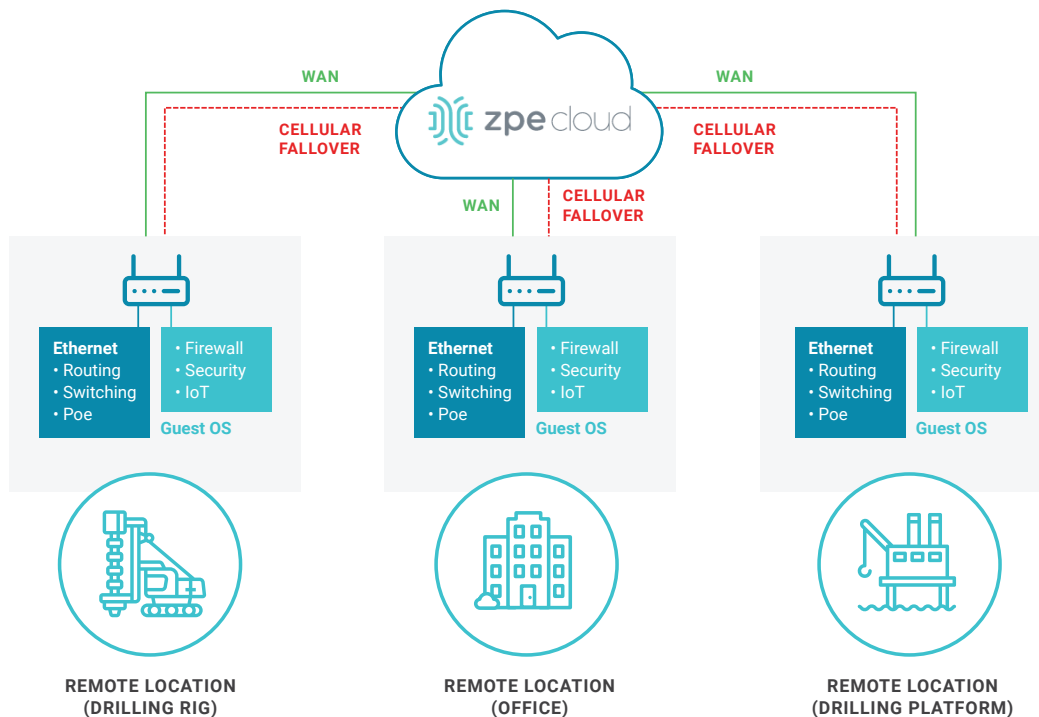 WAN
WAN
CELLULAR
FALLOVER
zpe cloud
CELLULAR
FALLOVER
WAN
CELLULAR
FALLOVER
Ethernet
• Routing
• Switching
• Poe
• Firewall
• Security
• IoT
Guest OS
Ethernet
• Routing
• Switching
• Poe
• Firewall
• Security
• IoT
Guest OS
Ethernet
• Routing
• Switching
• Poe
• Firewall
• Security
• IoT
Guest OS
REMOTE LOCATION
(DRILLING RIG)
REMOTE LOCATION
(OFFICE)
REMOTE LOCATION
(DRILLING PLATFORM)